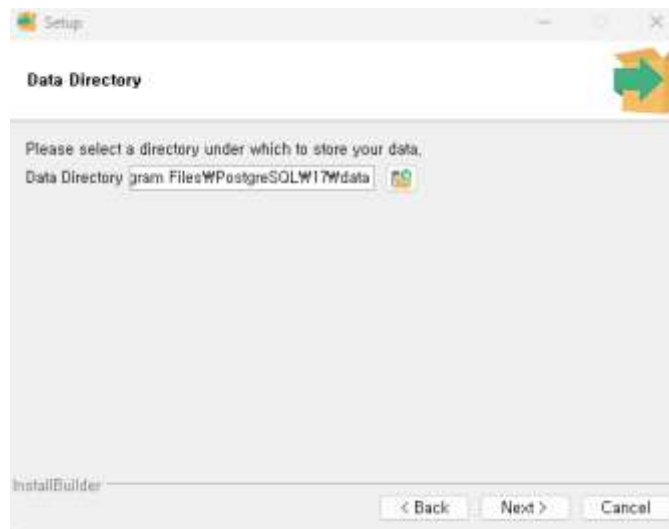 Setup
Data Directory
Please select a directory under which to store your data.
Data Directory gram Files₩PostgreSQL₩17₩data
InstallBuilder
< Back Next > Cancel